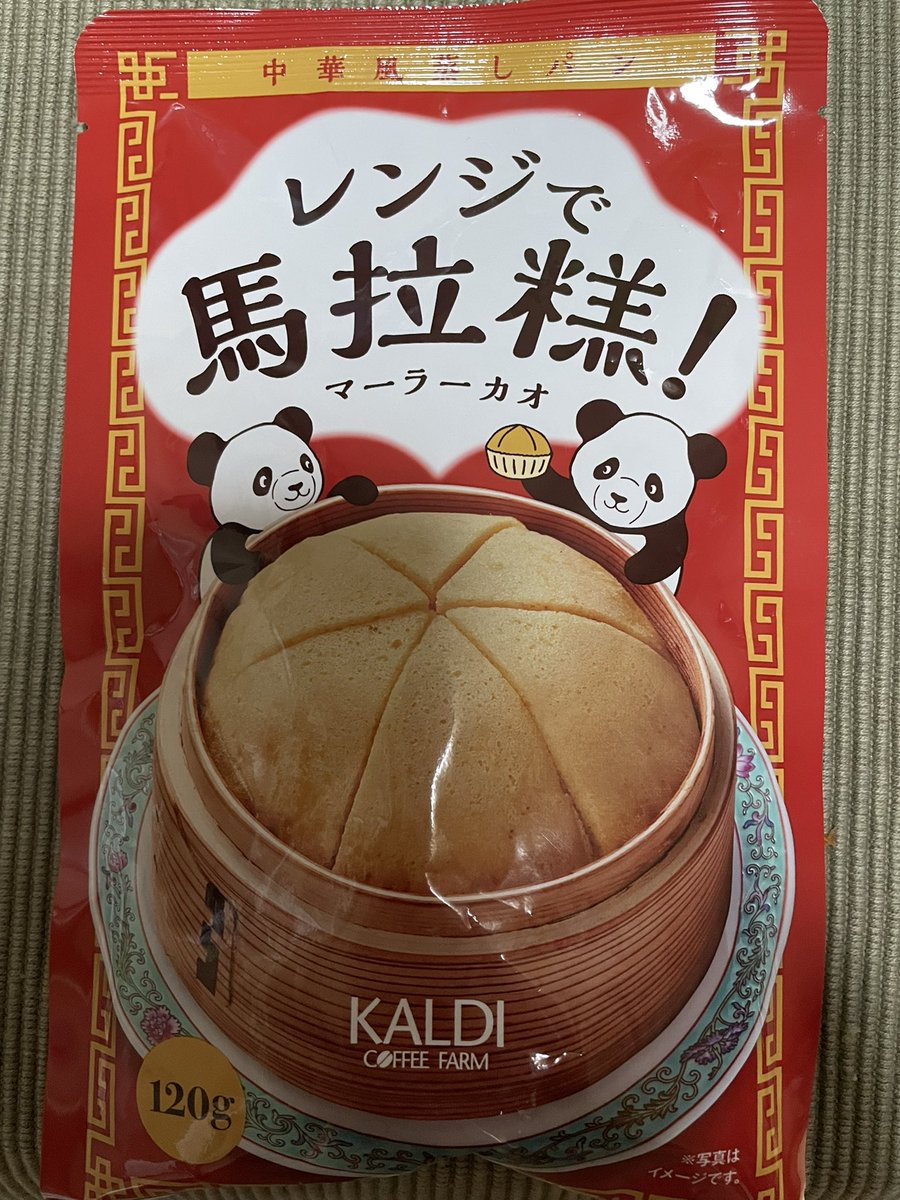 中華風蒸しパン
レンジで
馬拉糕!
マーラーカオ
KALDI
COFFEE FARM
120g
※写真は
イメージです。